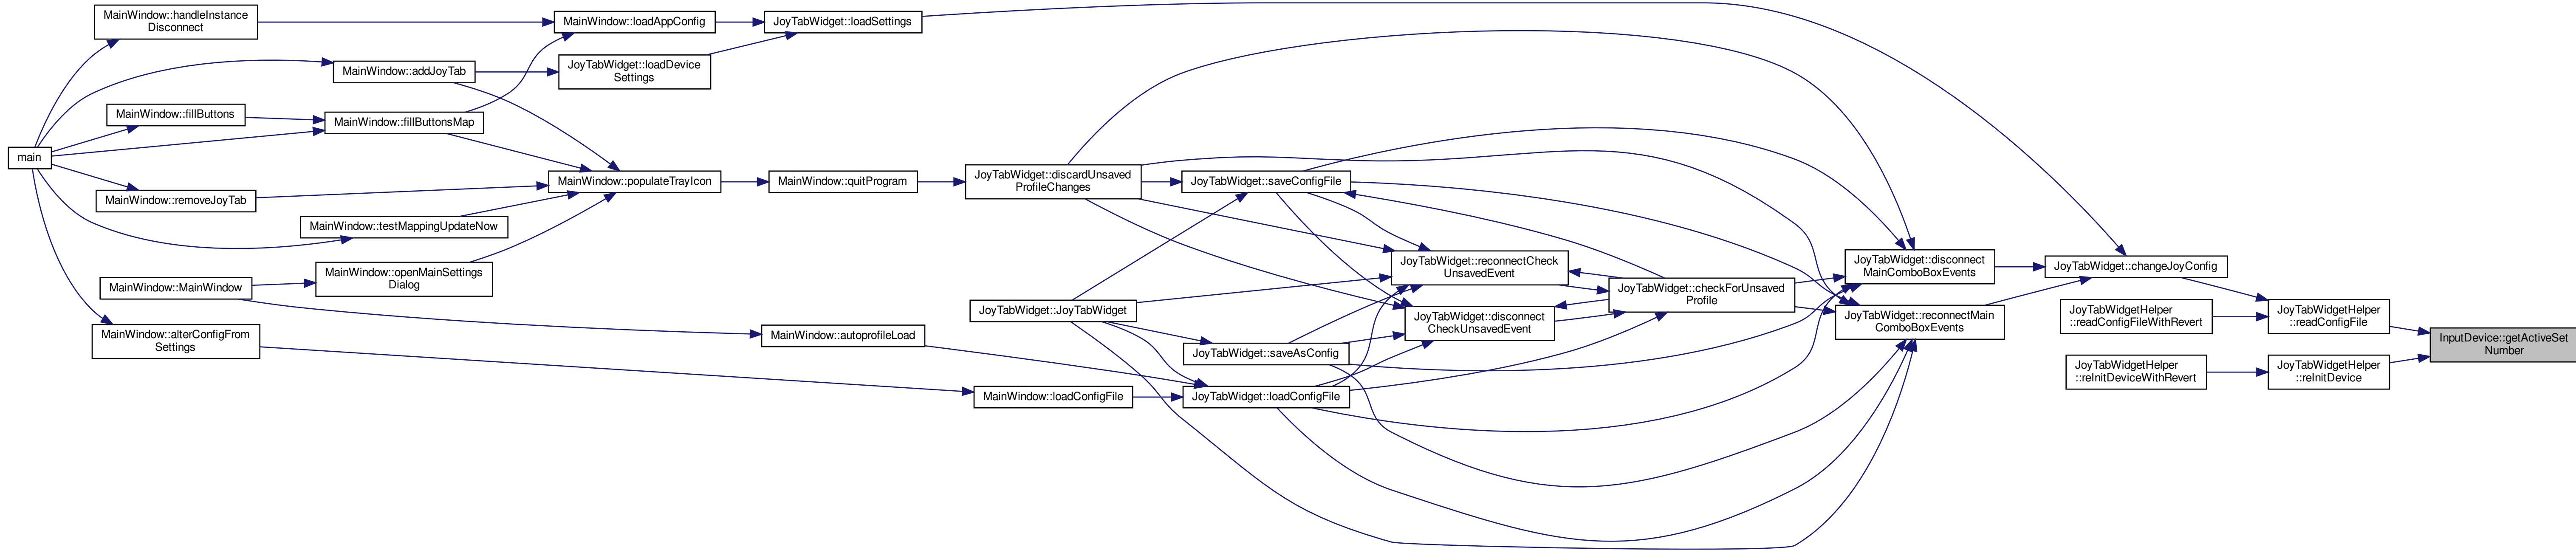 MainWindow::handleInstance
Disconnect
MainWindow::loadAppConfig
JoyTabWidget::loadSettings
MainWindow::addJoyTab
JoyTabWidget::loadDevice
Settings
MainWindow::fillButtons
MainWindow::fillButtonsMap
main
MainWindow::populateTrayIcon
MainWindow::quitProgram
JoyTabWidget::discardUnsaved
ProfileChanges
JoyTabWidget::saveConfigFile
MainWindow::removeJoyTab
MainWindow::testMappingUpdateNow
MainWindow::openMainSettings
Dialog
MainWindow::MainWindow
JoyTabWidget::reconnectCheck
UnsavedEvent
JoyTabWidget::checkForUnsaved
Profile
JoyTabWidget::disconnect
MainComboBoxEvents
JoyTabWidget::changeJoyConfig
JoyTabWidget::JoyTabWidget
JoyTabWidget::disconnect
CheckUnsavedEvent
JoyTabWidget::reconnectMain
ComboBoxEvents
JoyTabWidgetHelper
::readConfigFileWithRevert
JoyTabWidgetHelper
::readConfigFile
MainWindow::alterConfigFrom
Settings
MainWindow::autoprofileLoad
JoyTabWidget::saveAsConfig
InputDevice::getActiveSet
Number
MainWindow::loadConfigFile
JoyTabWidget::loadConfigFile
JoyTabWidgetHelper
::reInitDeviceWithRevert
JoyTabWidgetHelper
::reInitDevice